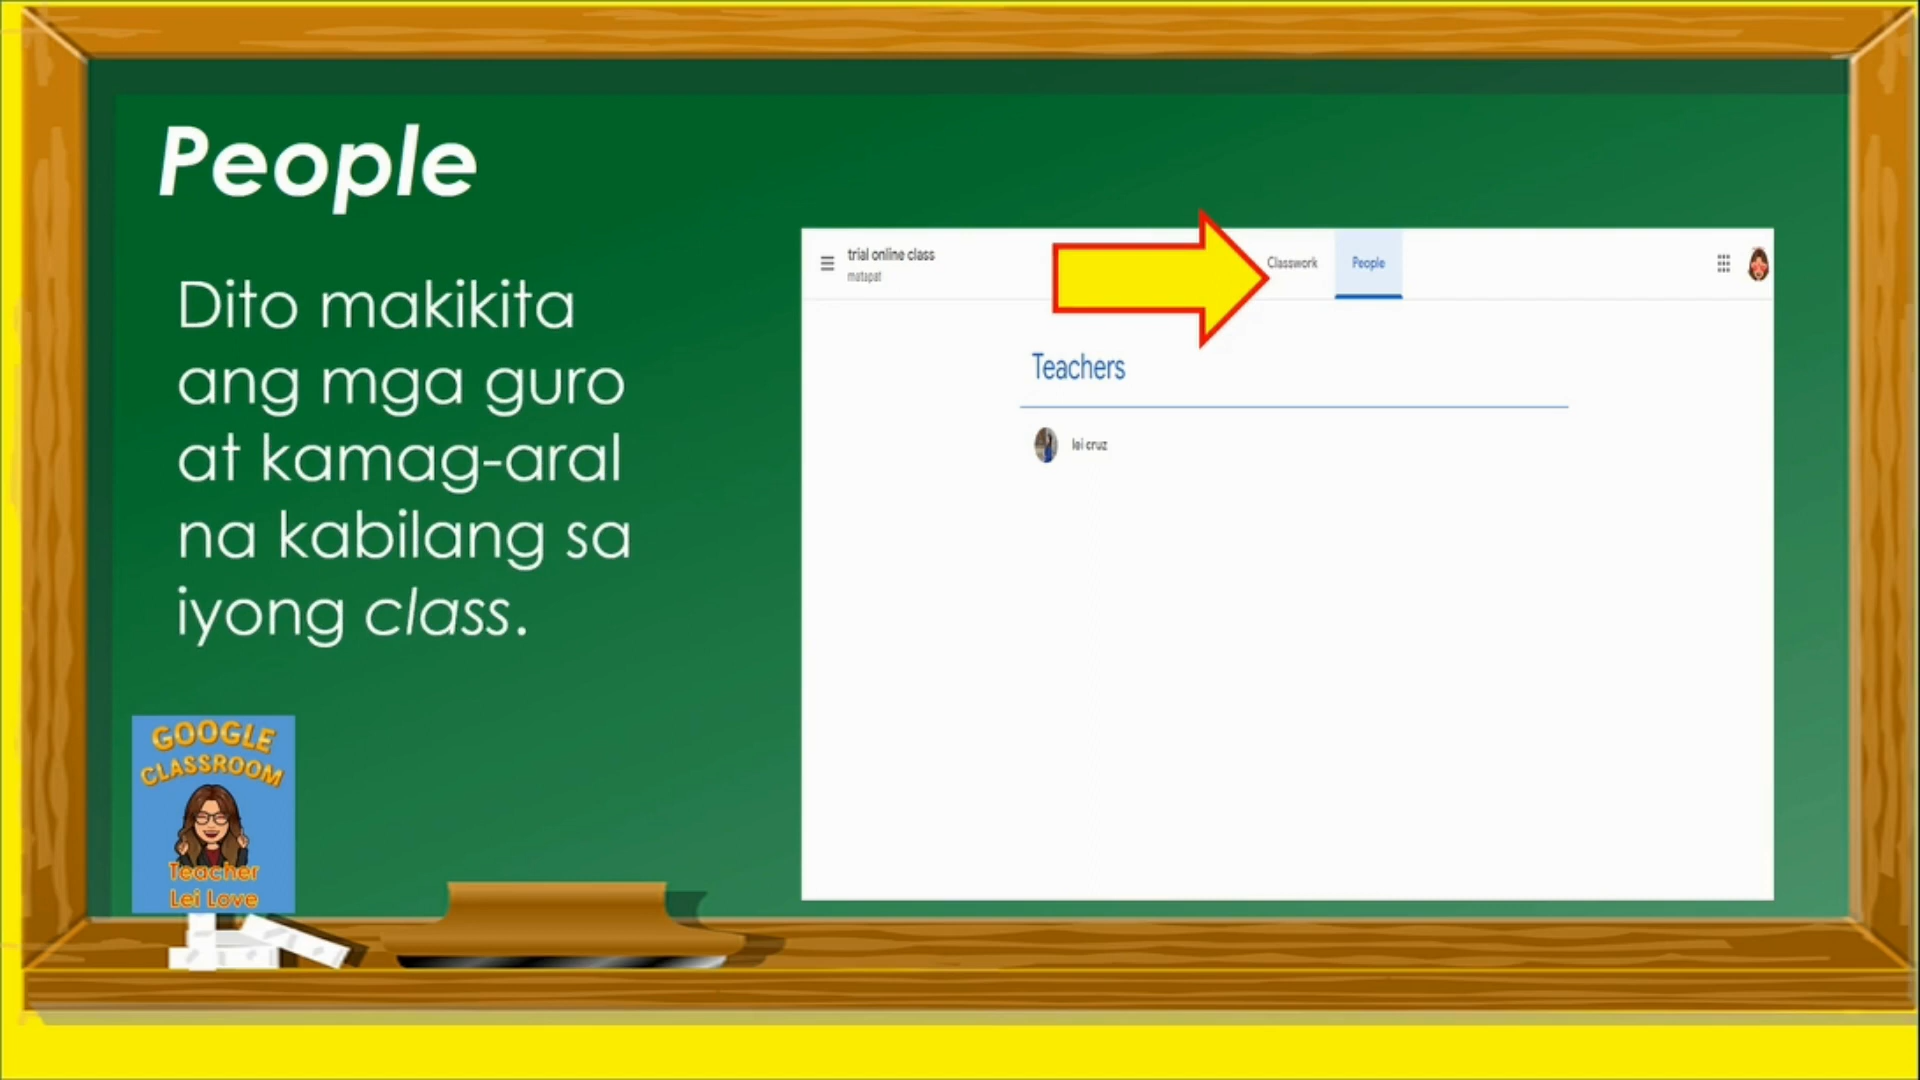 People
Dito makikita
ang mga guro
at kamag-aral
na kabilang sa
iyong class.
trial online class
matapat
Classwork
People
Teachers
lei cruz
GOOGLE
CLASSROOM
Teacher
Lei Love